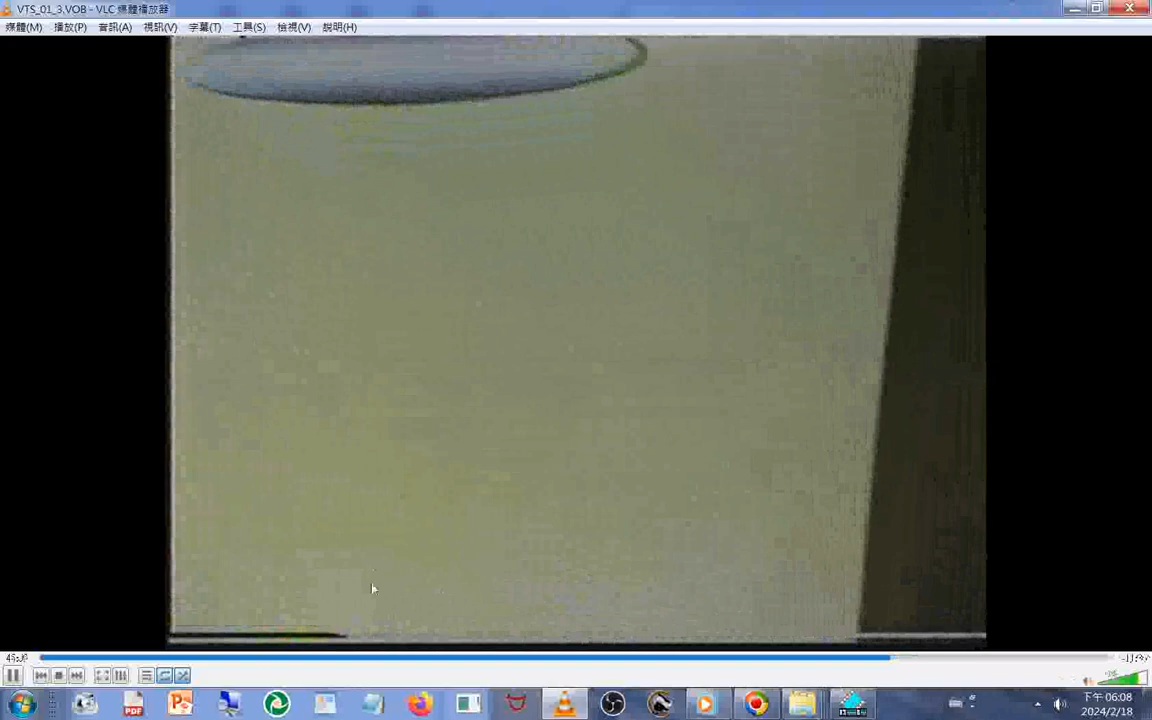 VTS_01_3.VOB - VLC 媒體播放器
媒體(M) 播放(P) 音訊(A) 視訊(V) 字幕(T) 工具(S) 檢視(V) 說明(H)
PDF
下午 06:08
2024/2/18